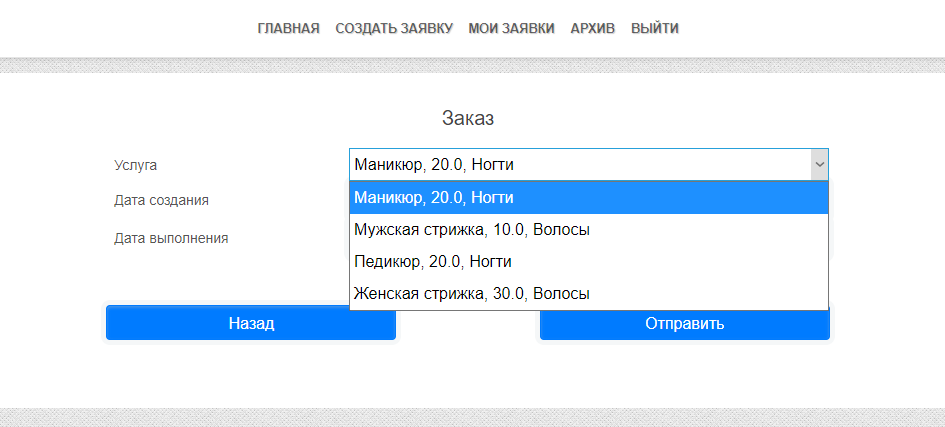 ГЛАВНАЯ СОЗДАТЬ ЗАЯВКУ МОИ ЗАЯВКИ АРХИВ ВЫЙТИ
Заказ
Услуга Маникюр, 20.0, Ногти
Маникюр, 20.0, Ногти
Дата создания
Мужская стрижка, 10.0, Волосы
Дата выполнения
Педикюр, 20.0, Ногти
Женская стрижка, 30.0, Волосы
Назад Отправить